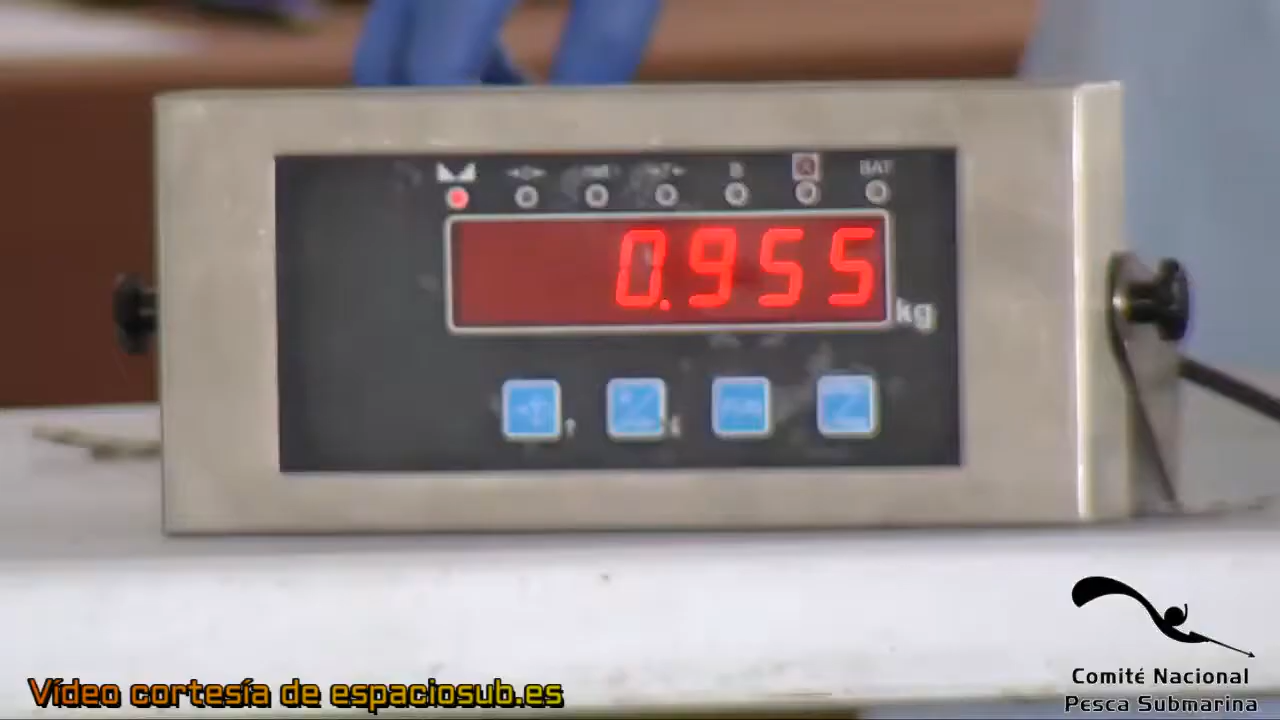 BAT
0.955
kg
Comité Nacional
Pesca Submarina
Vídeo cortesía de espaciosub.es